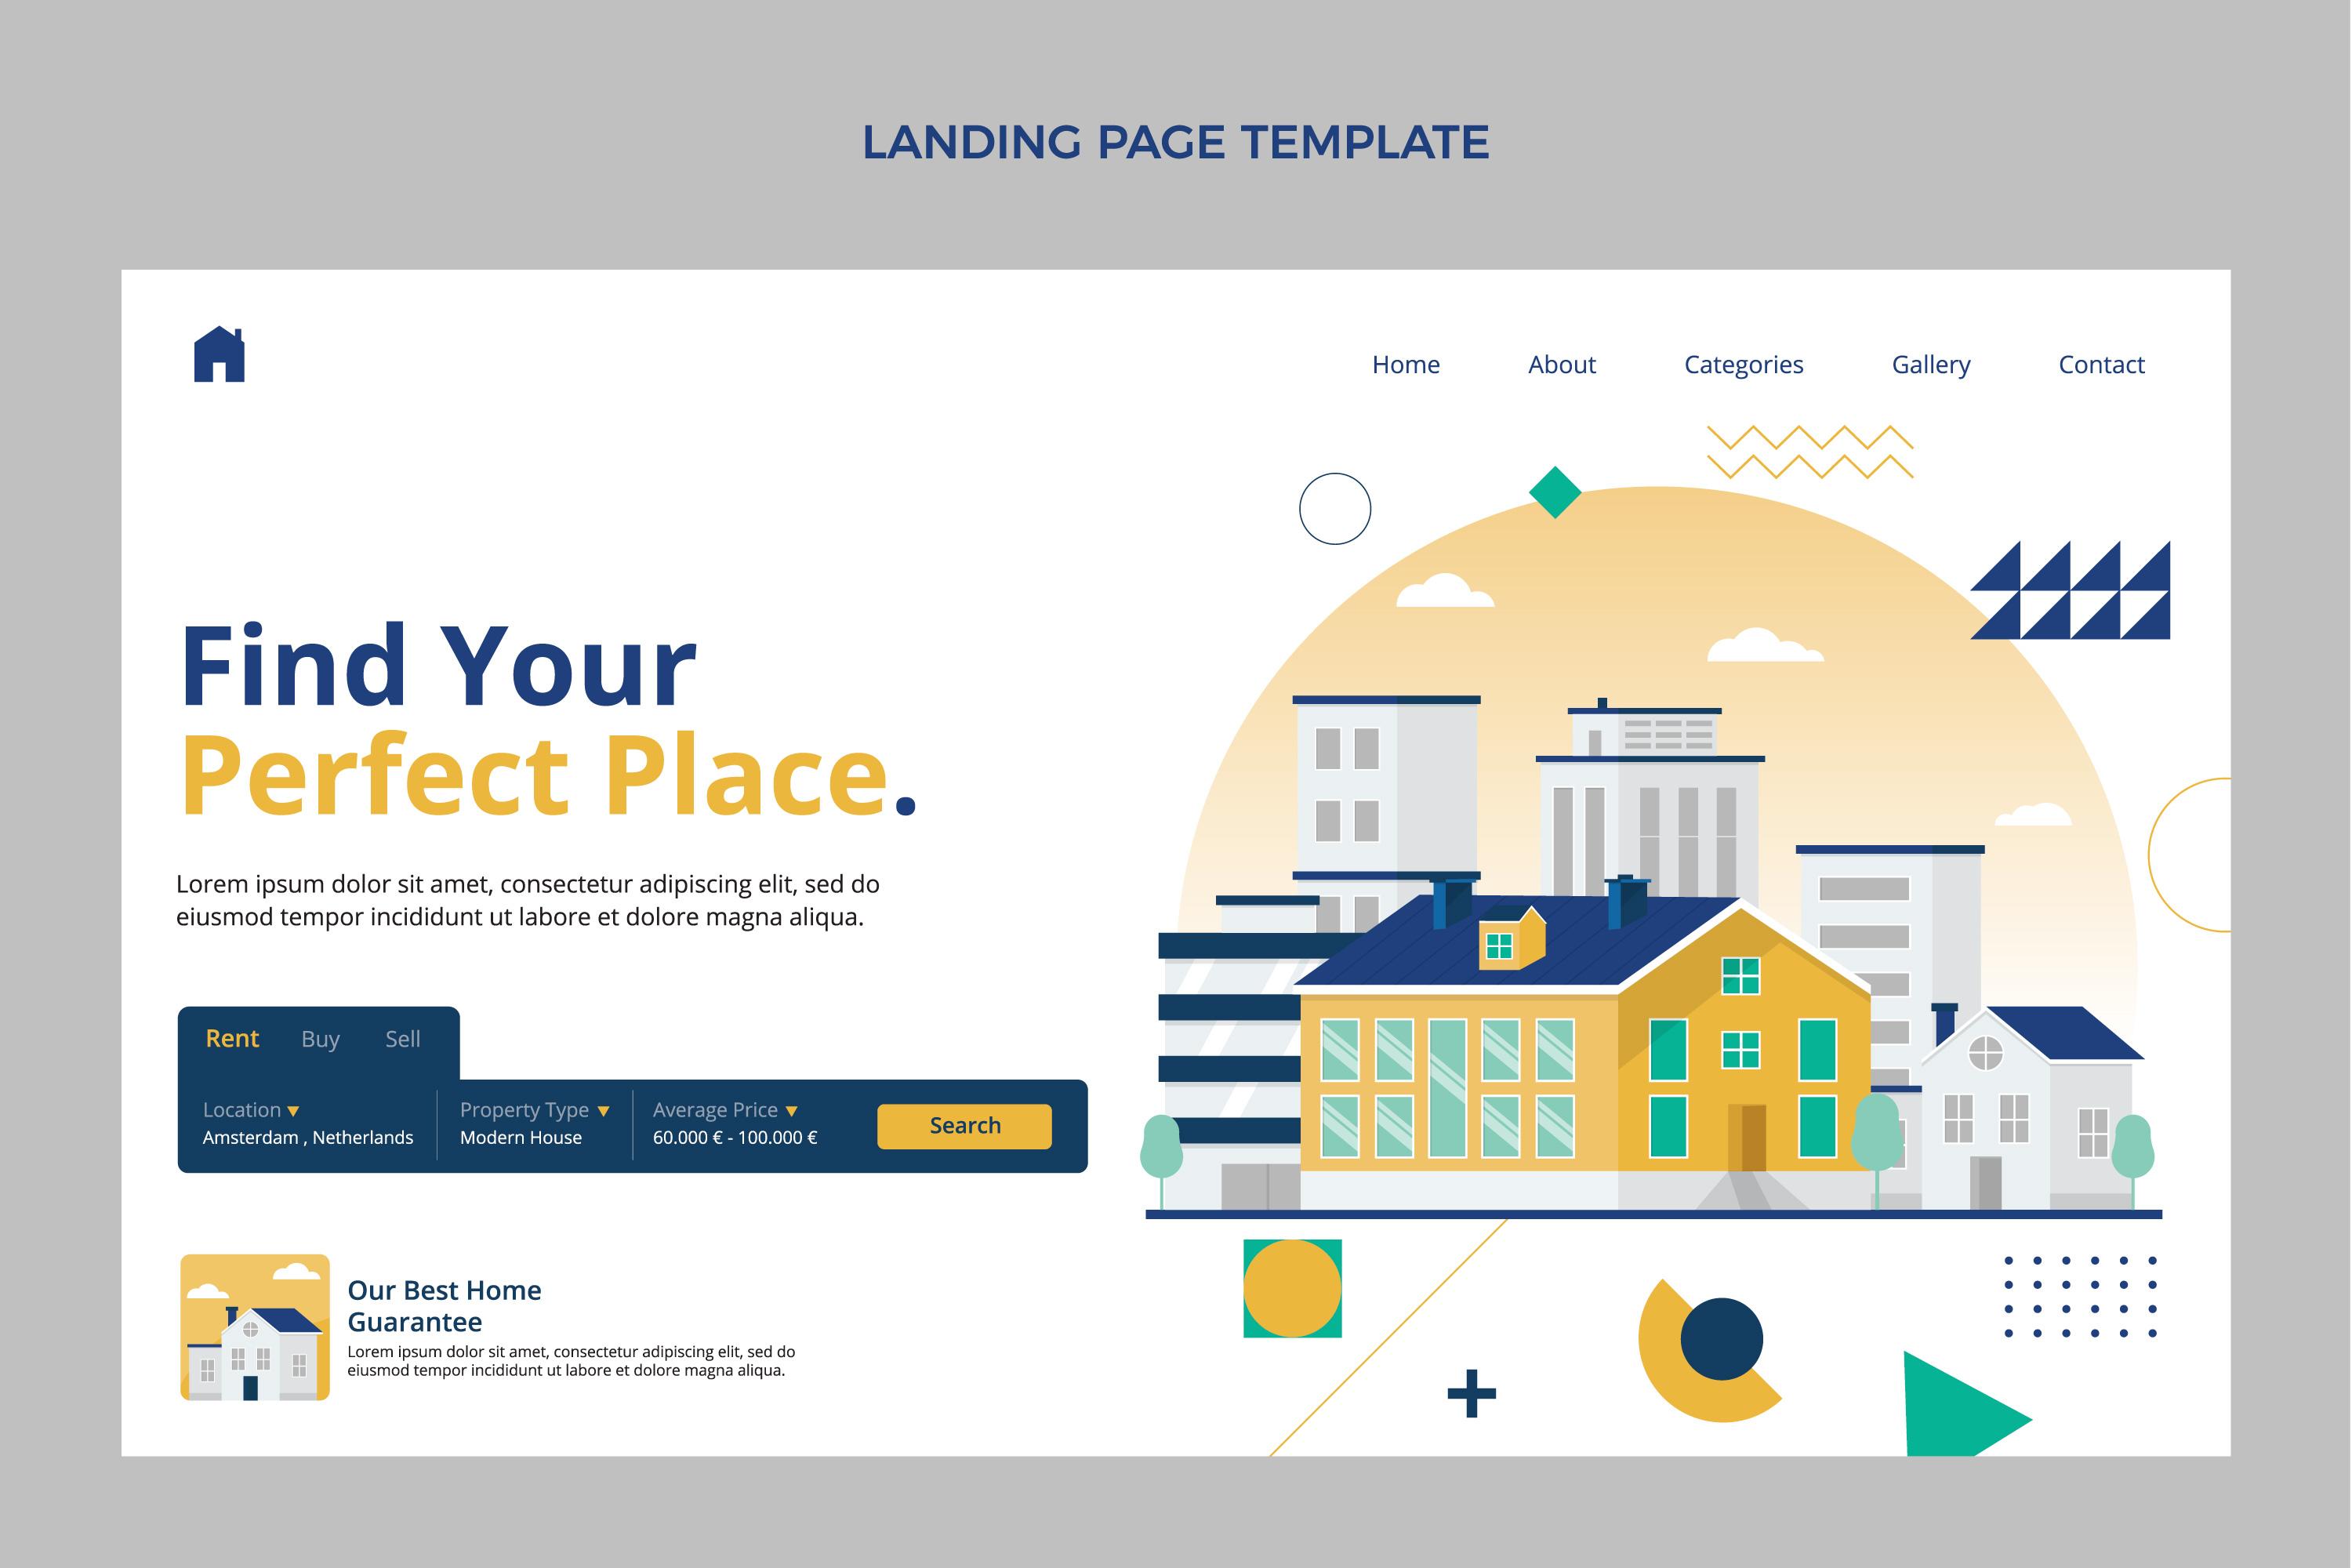 LANDING PAGE TEMPLATE
Home About Categories Gallery Contact
Find Your
Perfect Place.
Lorem ipsum dolor sit amet, consectetur adipiscing elit, sed do
eiusmod tempor incididunt ut labore et dolore magna aliqua.
Rent Buy Sell
Location Property Type Average Price
Amsterdam , Netherlands Modern House 60.000 € - 100.000 €
Search
Our Best Home
Guarantee
Lorem ipsum dolor sit amet, consectetur adipiscing elit, sed do
eiusmod tempor incididunt ut labore et dolore magna aliqua.